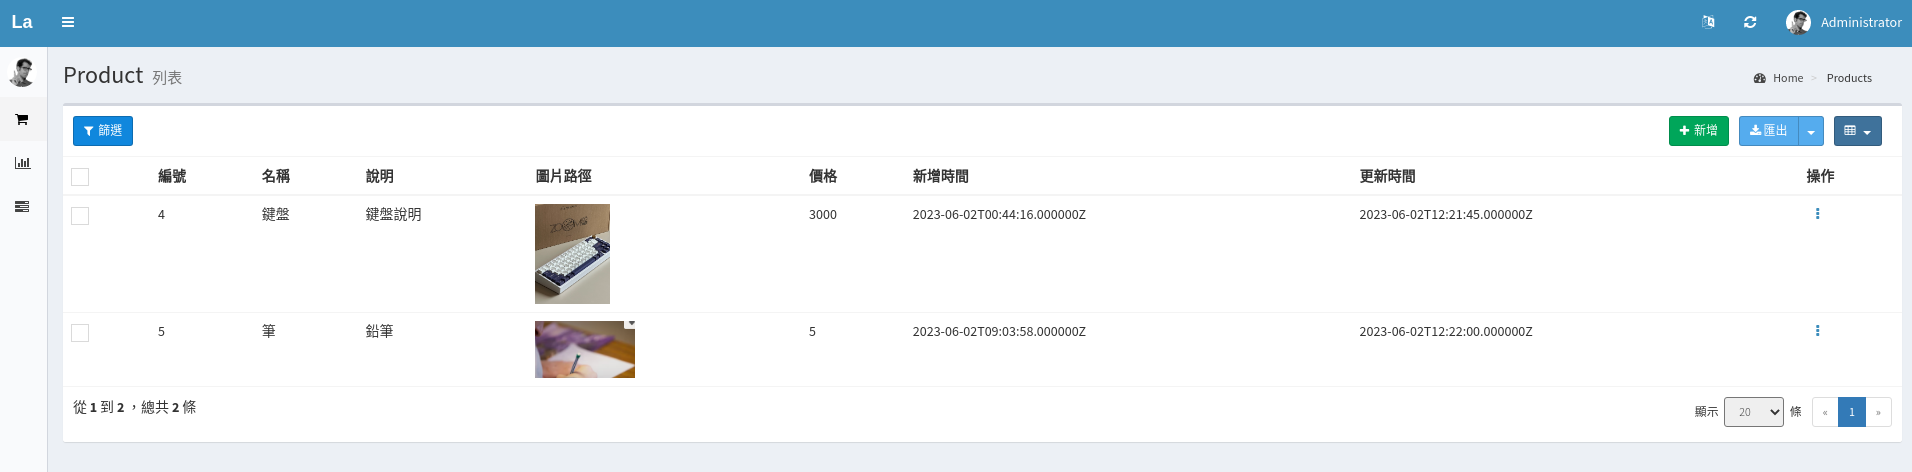 La
Administrator
Product 列表
Home > Products
篩選
新增
匯出
編號 名稱 說明 圖片路徑 價格 新增時間 更新時間 操作
4 鍵盤 鍵盤說明 3000 2023-06-02T00:44:16.000000Z 2023-06-02T12:21:45.000000Z
5 筆 鉛筆 5 2023-06-02T09:03:58.000000Z 2023-06-02T12:22:00.000000Z
從 1 到 2 ，總共 2 條
顯示 20 條 « 1 »